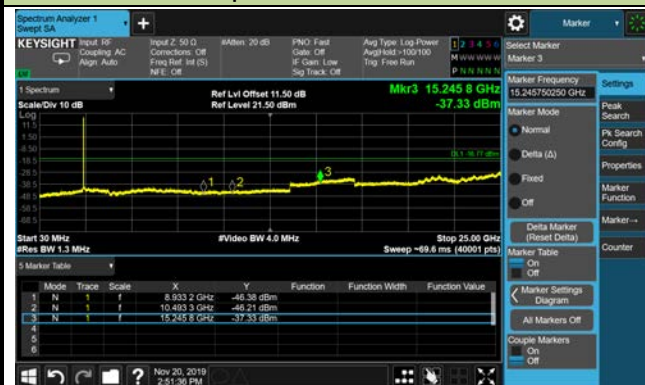 Spectrum Analyzer 1
Swept SA
Marker
KEYSIGHT
Input: RF
Coupling: AC
Align: Auto
Input Z: 50 Ω
Corrections: Off
Freq Ref: Int (S)
NFE: Off
#Atten: 20 dB
PNO: Fast
Gate: Off
IF Gain: Low
Sig Track: Off
Avg Type: Log-Power
Avg|Hold:>100/100
Trig: Free Run
1 2 3 4 5 6
M W W W W W
P N N N N N
Select Marker
Marker 3
1 Spectrum
Scale/Div 10 dB
Ref Lvl Offset 11.50 dB
Ref Level 21.50 dBm
Mkr3 15.245 8 GHz
-37.33 dBm
Log
11.5
1.50
-8.50
-18.5
-28.5
-38.5
-48.5
-58.5
-68.5
1
2
3
Start 30 MHz
#Res BW 1.3 MHz
#Video BW 4.0 MHz
Stop 25.00 GHz
Sweep ~69.6 ms (40001 pts)
5 Marker Table
Mode Trace Scale X Y Function Function Width Function Value
1 N 1 f 8.933 2 GHz -46.38 dBm
2 N 1 f 10.493 3 GHz -46.21 dBm
3 N 1 f 15.245 8 GHz -37.33 dBm
4
5
6
Nov 20, 2019
2:51:36 PM
Marker Frequency
15.245750250 GHz
Marker Mode
Normal
Delta (Δ)
Fixed
Off
Delta Marker
(Reset Delta)
Marker Table
On
Off
Marker Settings
Diagram
All Markers Off
Couple Markers
On
Off
Settings
Peak
Search
Pk Search
Config
Properties
Marker
Function
Marker→
Counter